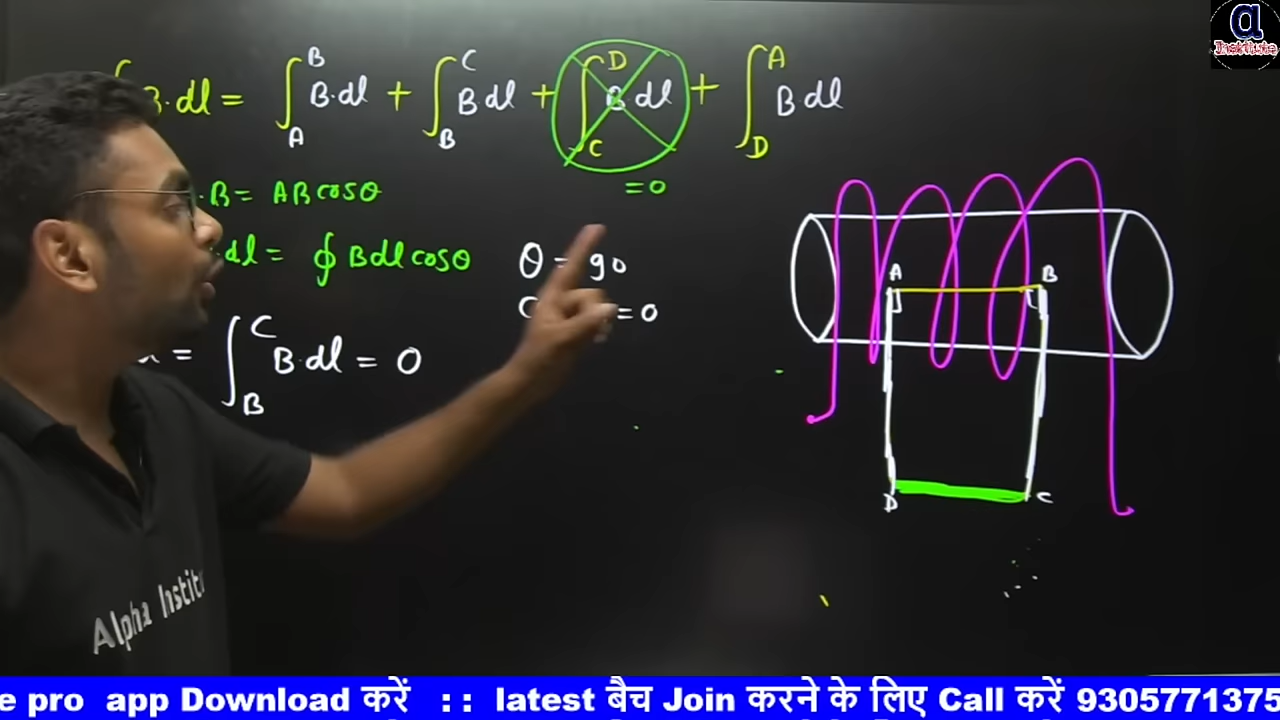 α
Institute
∮ B·dl = ∫_A^B B·dl + ∫_B^C B dl + ∫_C^D B dl + ∫_D^A B dl
= 0
·B = AB cosθ
·dl = ∮ B dl cosθ
θ = 90
= 0
= ∫_B^C B·dl = 0
A
B
D
C
Alpha Institu
e pro app Download करें :: latest बैच Join करने के लिए Call करें 9305771375